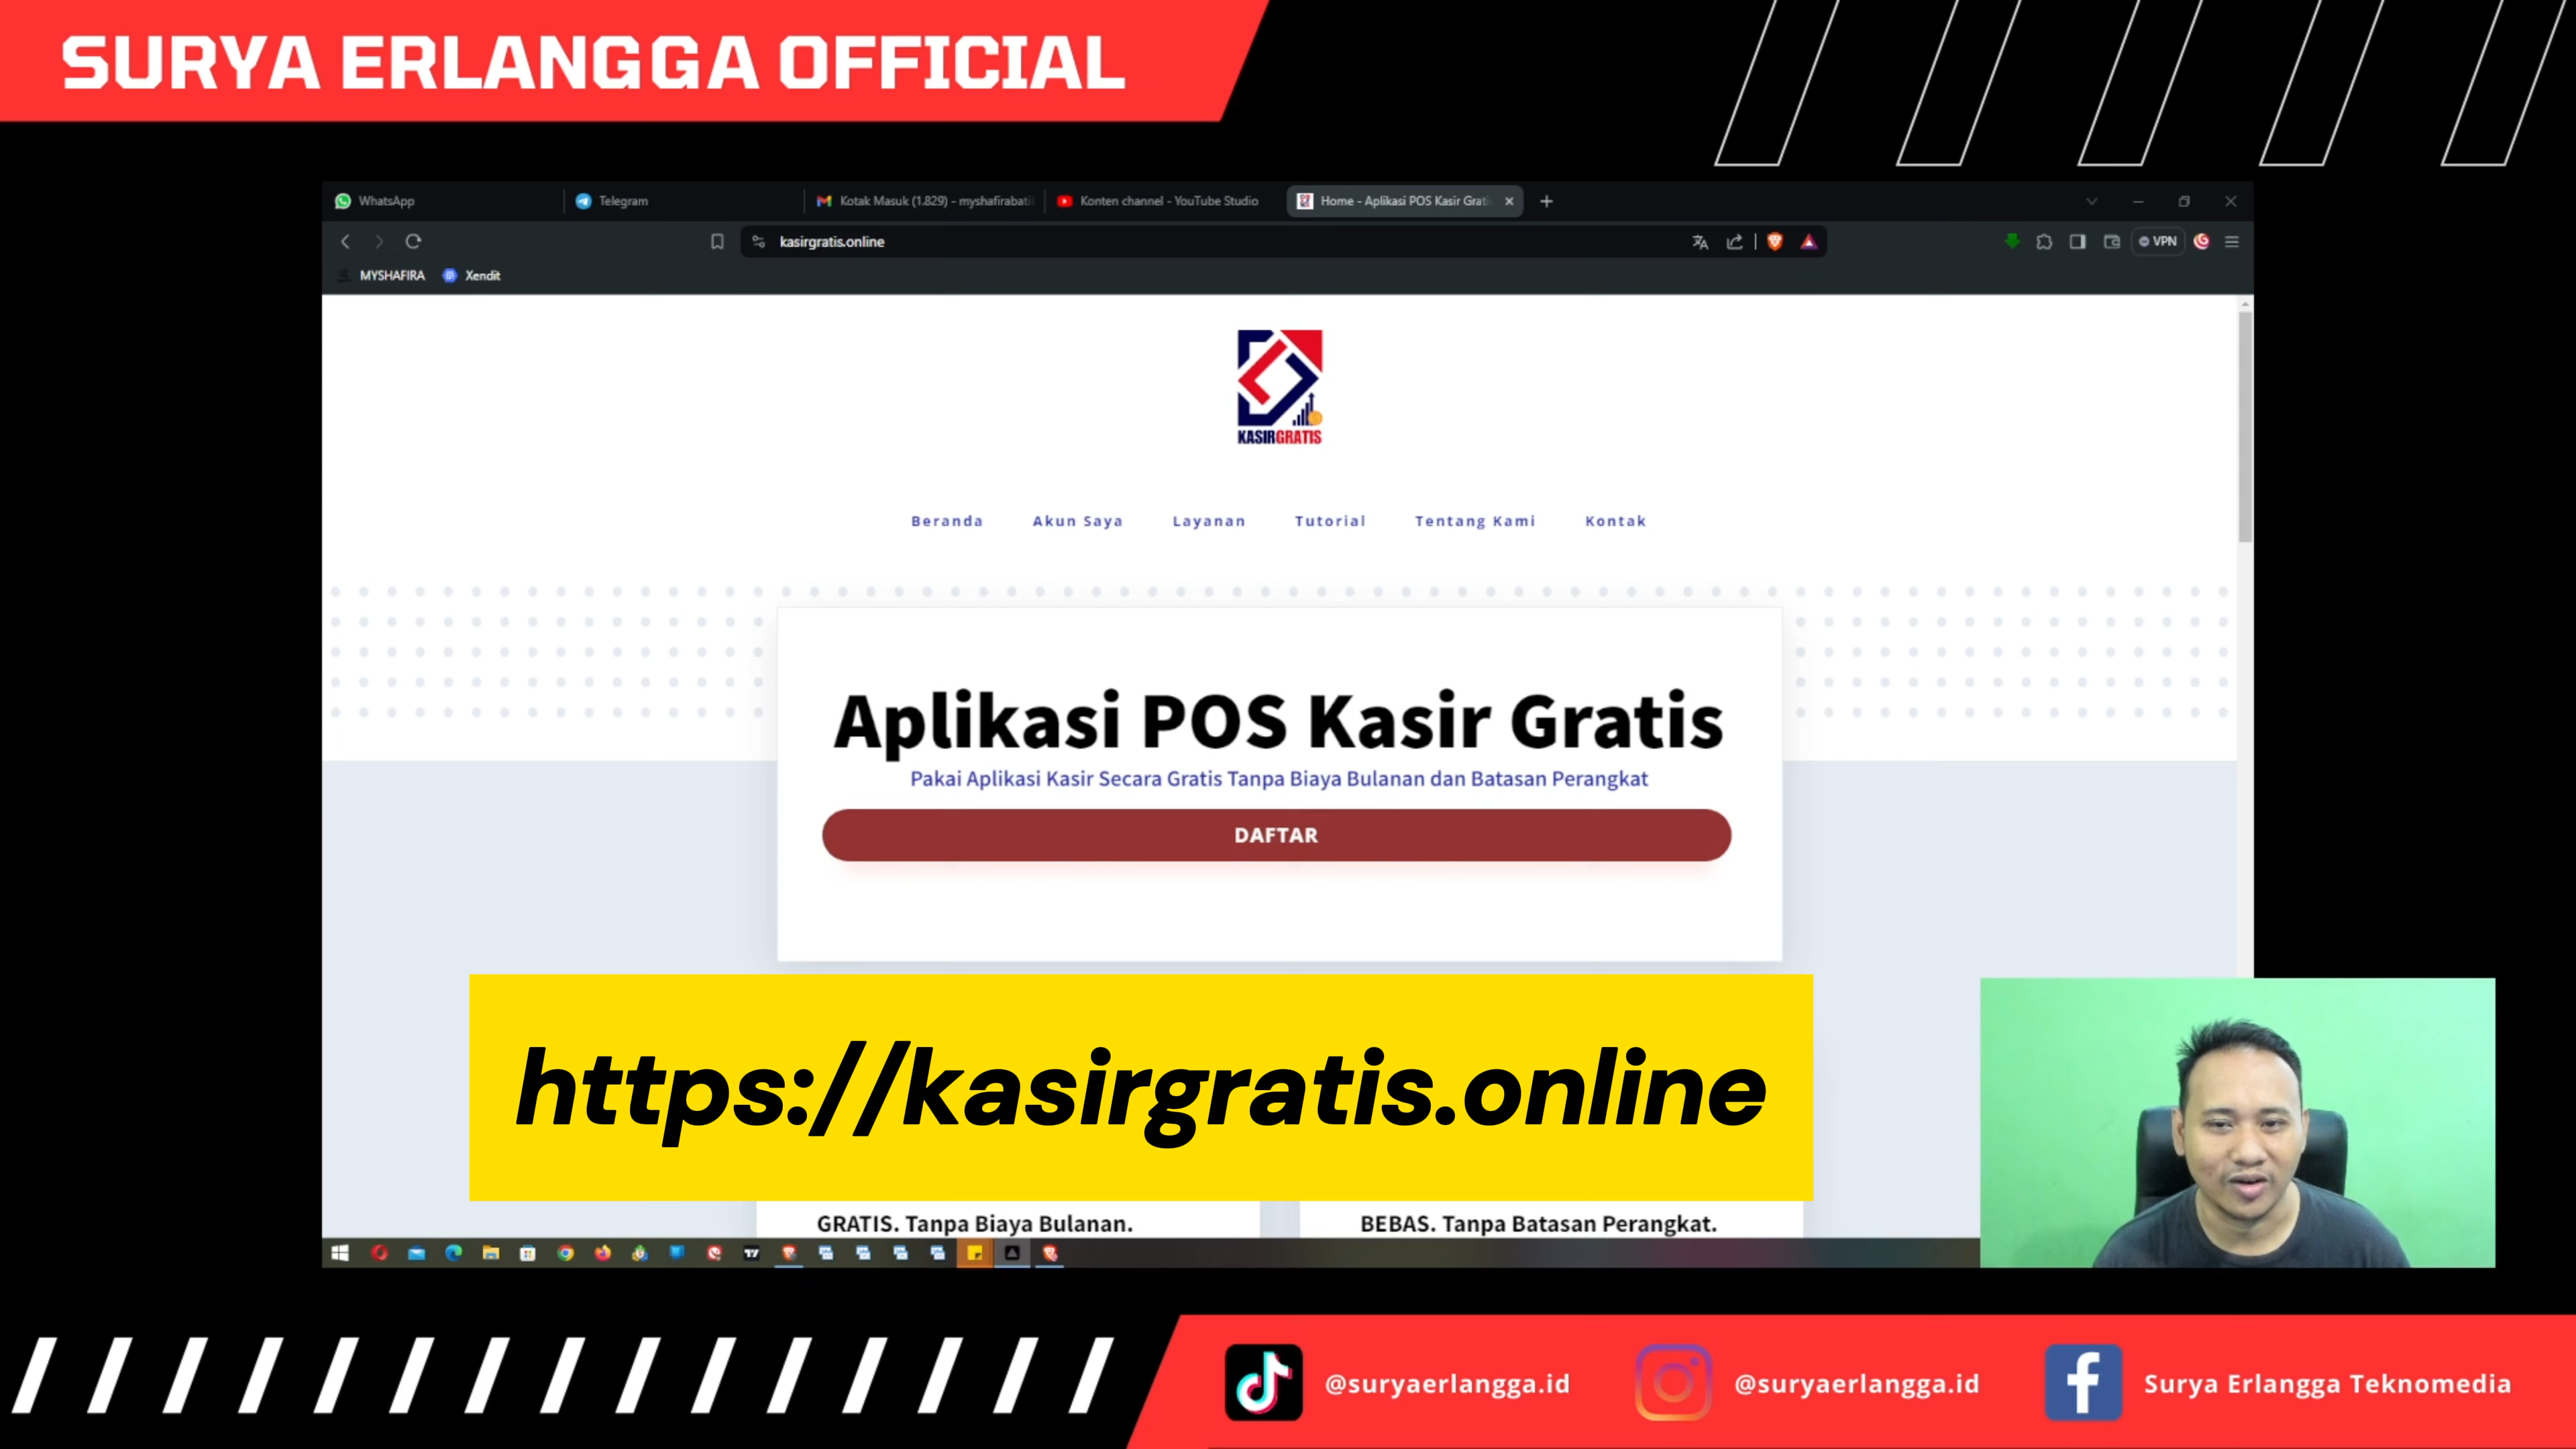 SURYA ERLANGGA OFFICIAL
WhatsApp
Telegram
Kotak Masuk (1.829) - myshafirabati
Konten channel - YouTube Studio
Home - Aplikasi POS Kasir Grati
kasirgratis.online
VPN
MYSHAFIRA
Xendit
KASIRGRATIS
Beranda Akun Saya Layanan Tutorial Tentang Kami Kontak
Aplikasi POS Kasir Gratis
Pakai Aplikasi Kasir Secara Gratis Tanpa Biaya Bulanan dan Batasan Perangkat
DAFTAR
https://kasirgratis.online
GRATIS. Tanpa Biaya Bulanan.
BEBAS. Tanpa Batasan Perangkat.
@suryaerlangga.id
@suryaerlangga.id
Surya Erlangga Teknomedia